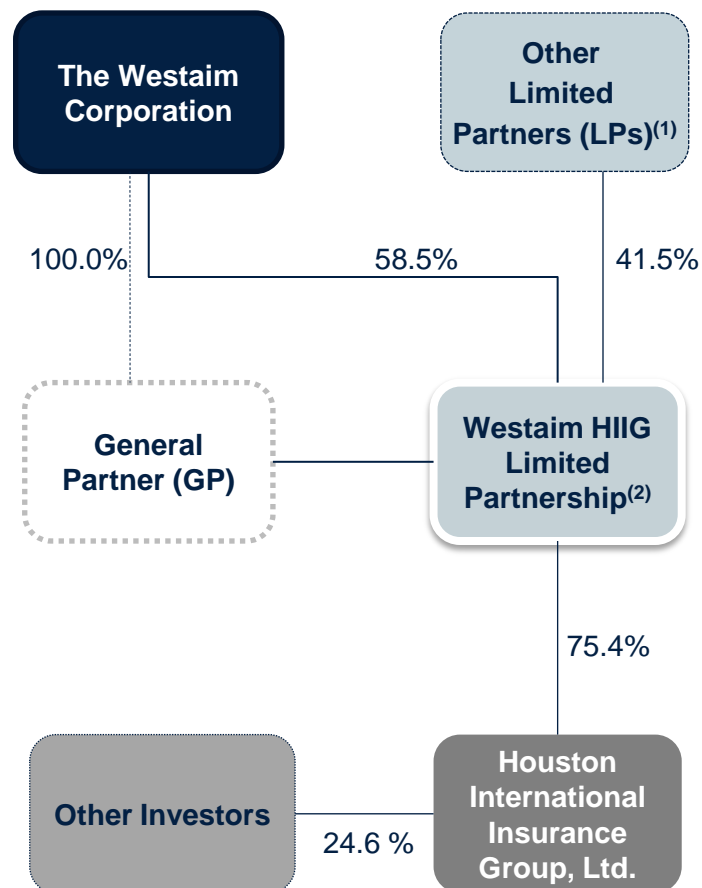 The Westaim
Corporation
Other
Limited
Partners (LPs)(1)
100.0%
58.5%
41.5%
General
Partner (GP)
Westaim HIIG
Limited
Partnership(2)
75.4%
Other Investors
24.6 %
Houston
International
Insurance
Group, Ltd.